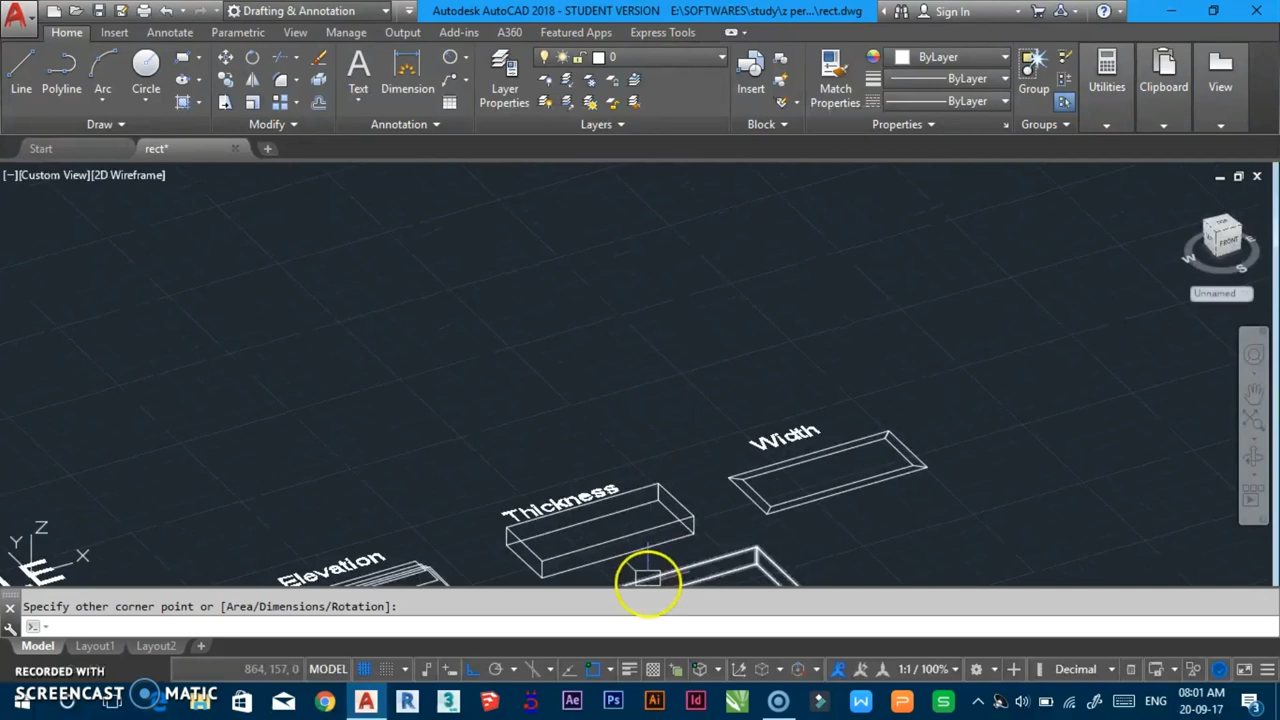 Drafting & Annotation
Autodesk AutoCAD 2018 - STUDENT VERSION E:\SOFTWARES\study\z per...\rect.dwg
Sign In
Home Insert Annotate Parametric View Manage Output Add-ins A360 Featured Apps Express Tools
0 ByLayer
ByLayer
ByLayer
Line Polyline Arc Circle Text Dimension Layer Properties Insert Match Properties Group Utilities Clipboard View
Draw Modify Annotation Layers Block Properties Groups
Start rect*
[−][Custom View][2D Wireframe]
TOP
FRONT
W S
Unnamed
Width
Thickness
Elevation
Z
Y X
LE
Specify other corner point or [Area/Dimensions/Rotation]:
Model Layout1 Layout2
RECORDED WITH
SCREENCAST MATIC
864, 157, 0 MODEL 1:1 / 100% Decimal
ENG 08:01 AM
20-09-17